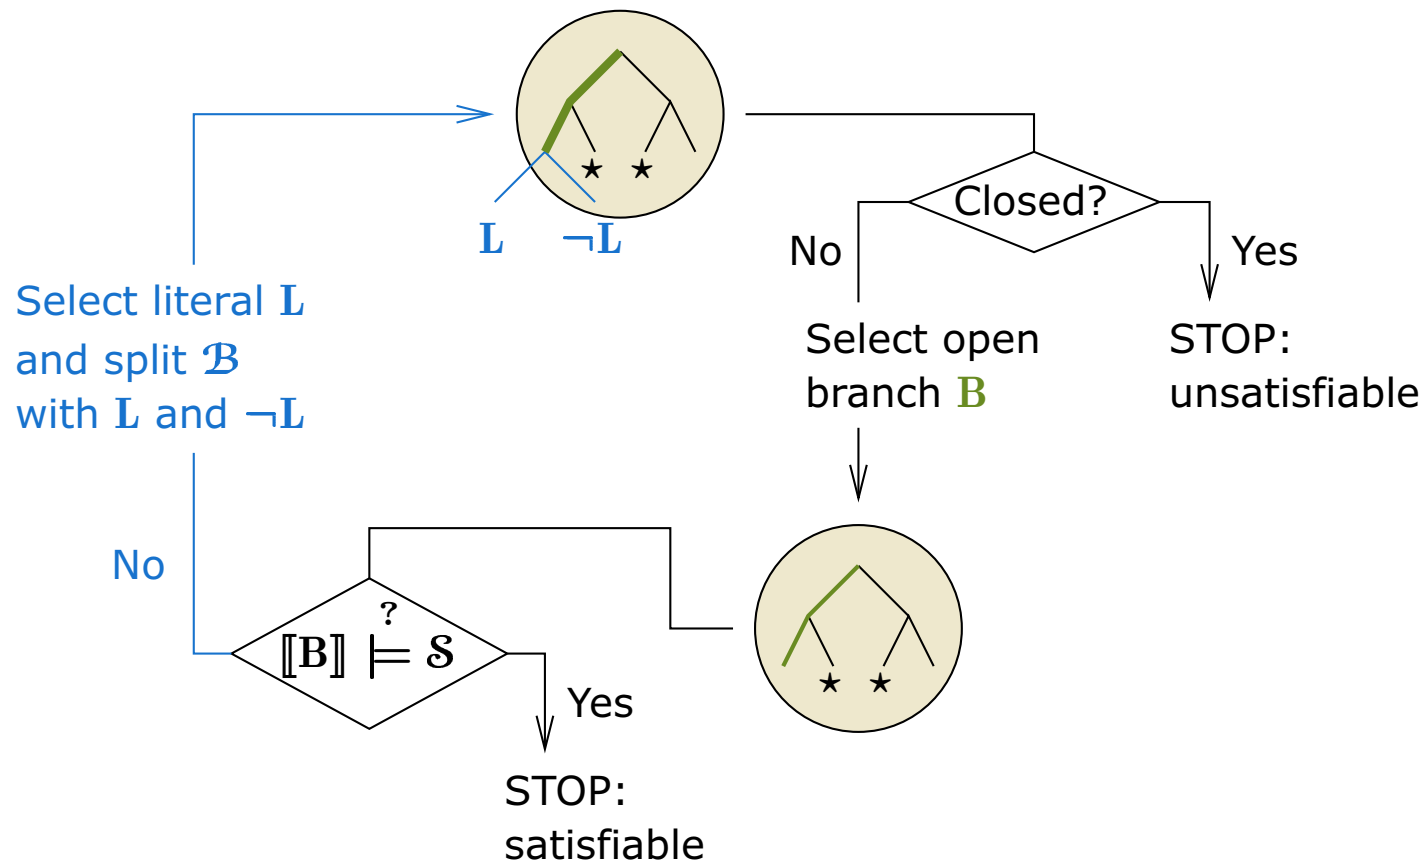 L ¬L
Closed?
No
Yes
Select literal L
and split ℬ
with L and ¬L
Select open
branch B
STOP:
unsatisfiable
No
?
⟦B⟧ ⊨ 𝒮
Yes
STOP:
satisfiable